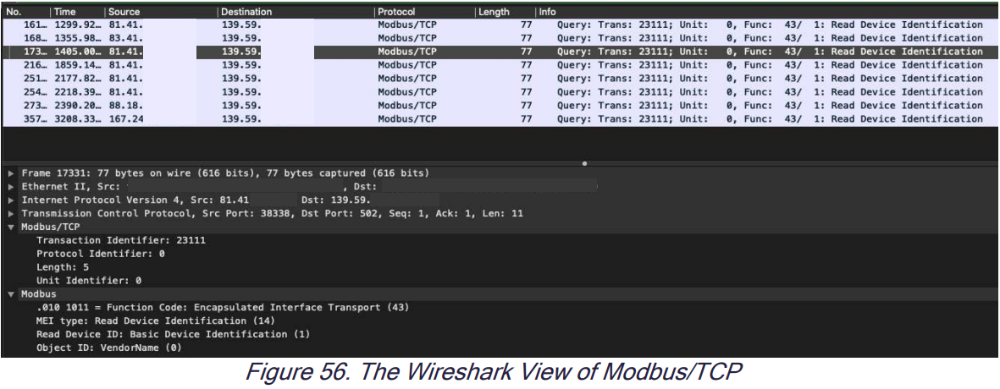 No. Time Source Destination Protocol Length Info
161… 1299.92… 81.41. 139.59. Modbus/TCP 77 Query: Trans: 23111; Unit: 0, Func: 43/ 1: Read Device Identification
168… 1355.98… 83.41. 139.59. Modbus/TCP 77 Query: Trans: 23111; Unit: 0, Func: 43/ 1: Read Device Identification
173… 1405.00… 81.41. 139.59. Modbus/TCP 77 Query: Trans: 23111; Unit: 0, Func: 43/ 1: Read Device Identification
216… 1859.14… 81.41. 139.59. Modbus/TCP 77 Query: Trans: 23111; Unit: 0, Func: 43/ 1: Read Device Identification
251… 2177.82… 81.41. 139.59. Modbus/TCP 77 Query: Trans: 23111; Unit: 0, Func: 43/ 1: Read Device Identification
254… 2218.39… 81.41. 139.59. Modbus/TCP 77 Query: Trans: 23111; Unit: 0, Func: 43/ 1: Read Device Identification
273… 2390.20… 88.18. 139.59. Modbus/TCP 77 Query: Trans: 23111; Unit: 0, Func: 43/ 1: Read Device Identification
357… 3208.33… 167.24 139.59. Modbus/TCP 77 Query: Trans: 23111; Unit: 0, Func: 43/ 1: Read Device Identification
Frame 17331: 77 bytes on wire (616 bits), 77 bytes captured (616 bits)
Ethernet II, Src: , Dst:
Internet Protocol Version 4, Src: 81.41 Dst: 139.59.
Transmission Control Protocol, Src Port: 38338, Dst Port: 502, Seq: 1, Ack: 1, Len: 11
Modbus/TCP
Transaction Identifier: 23111
Protocol Identifier: 0
Length: 5
Unit Identifier: 0
Modbus
.010 1011 = Function Code: Encapsulated Interface Transport (43)
MEI type: Read Device Identification (14)
Read Device ID: Basic Device Identification (1)
Object ID: VendorName (0)
Figure 56. The Wireshark View of Modbus/TCP